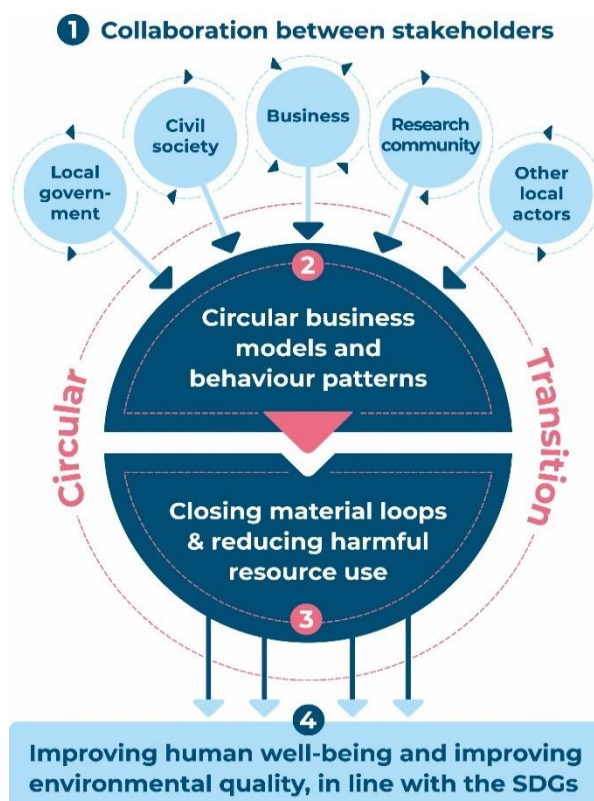 1 Collaboration between stakeholders
Local
govern-
ment
Civil
society
Business
Research
community
Other
local
actors
Circular
Transition
2
Circular business
models and
behaviour patterns
Closing material loops
& reducing harmful
resource use
3
4
Improving human well-being and improving
environmental quality, in line with the SDGs